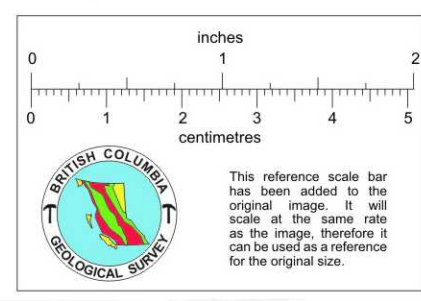 inches
0 1 2
0 1 2 3 4 5
centimetres
BRITISH COLUMBIA
GEOLOGICAL SURVEY
This reference scale bar
has been added to the
original image. It will
scale at the same rate
as the image, therefore it
can be used as a reference
for the original size.